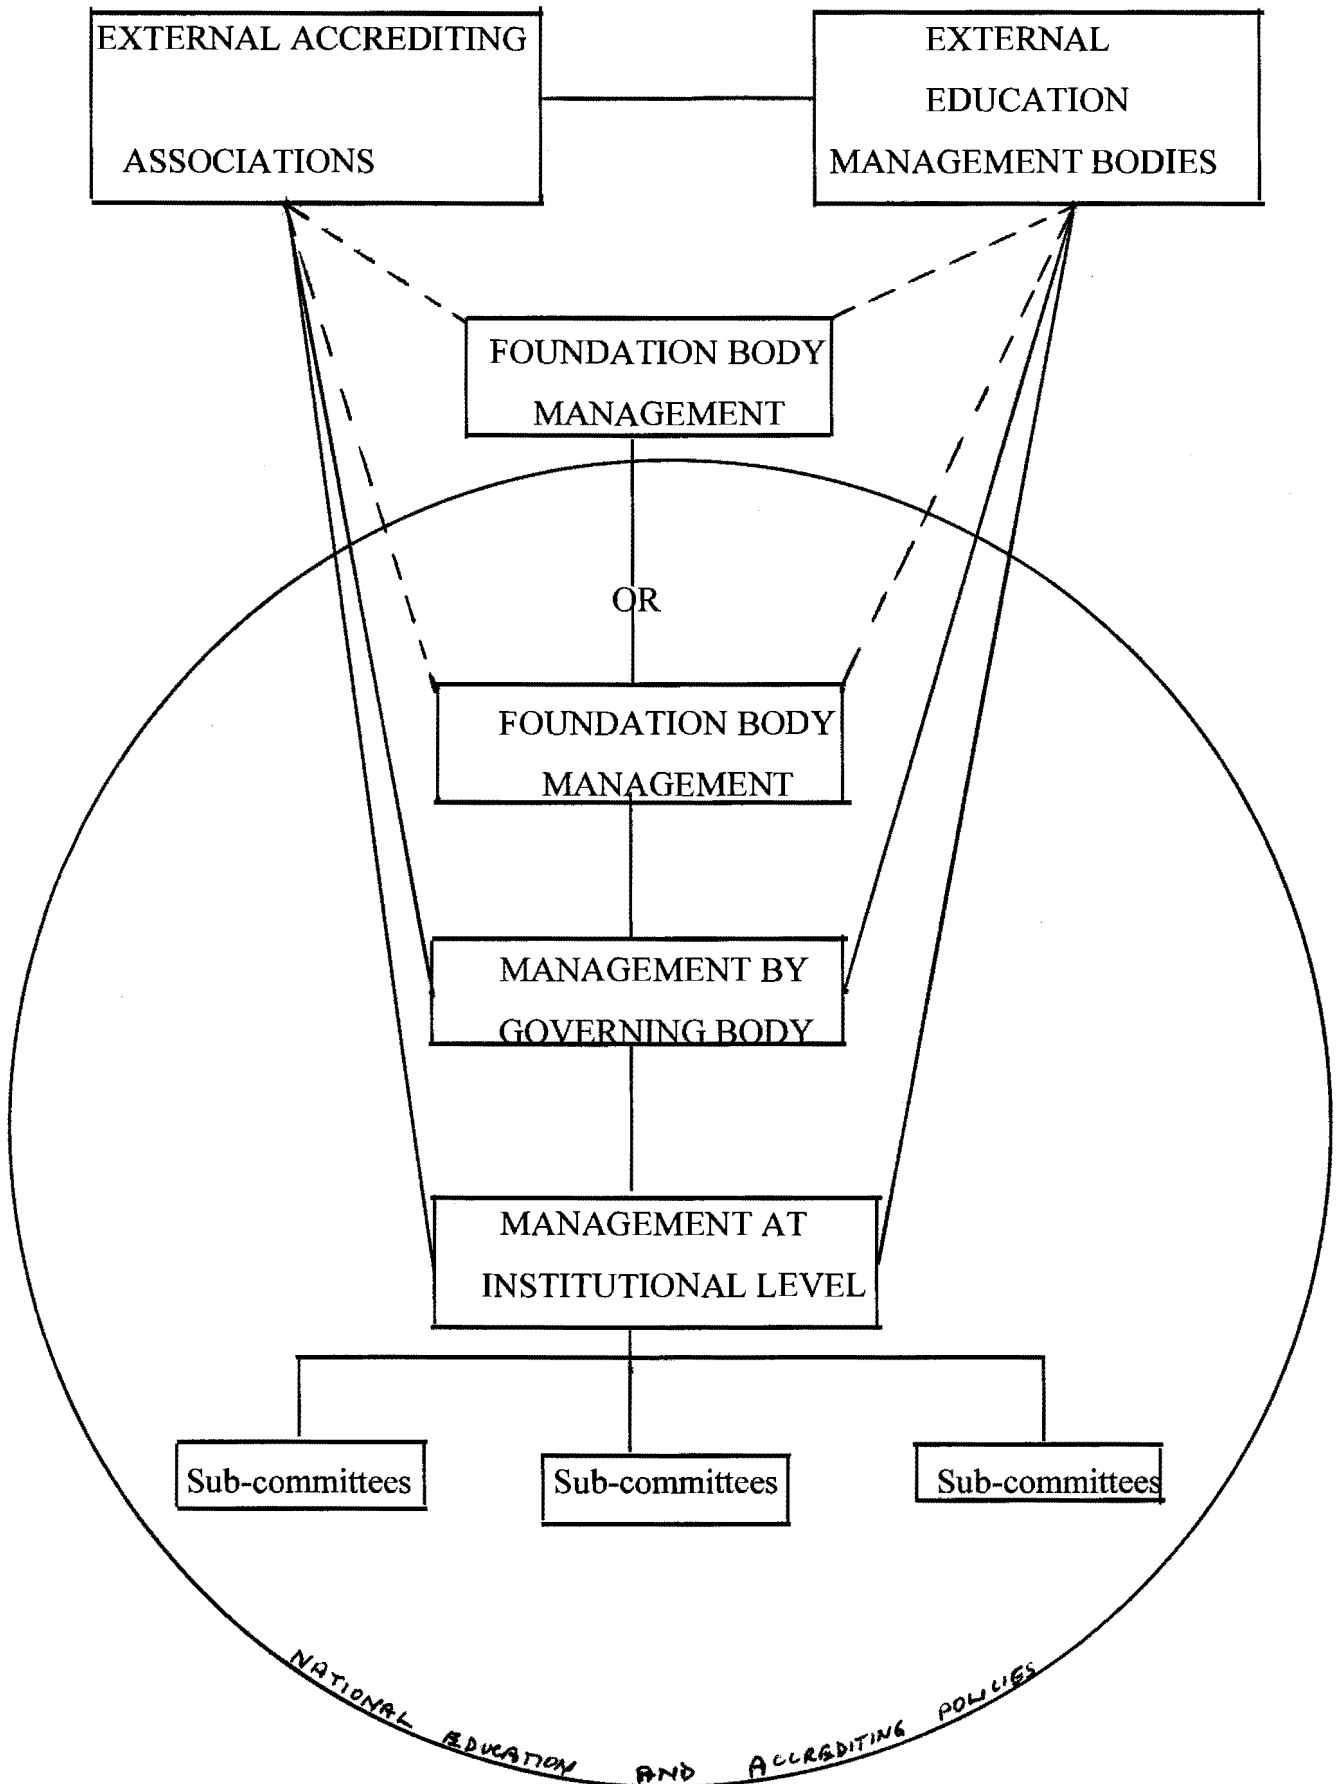 EXTERNAL ACCREDITING
ASSOCIATIONS
EXTERNAL
EDUCATION
MANAGEMENT BODIES
FOUNDATION BODY
MANAGEMENT
OR
FOUNDATION BODY
MANAGEMENT
MANAGEMENT BY
GOVERNING BODY
MANAGEMENT AT
INSTITUTIONAL LEVEL
Sub-committees
Sub-committees
Sub-committees
NATIONAL EDUCATION AND ACCREDITING POLICIES